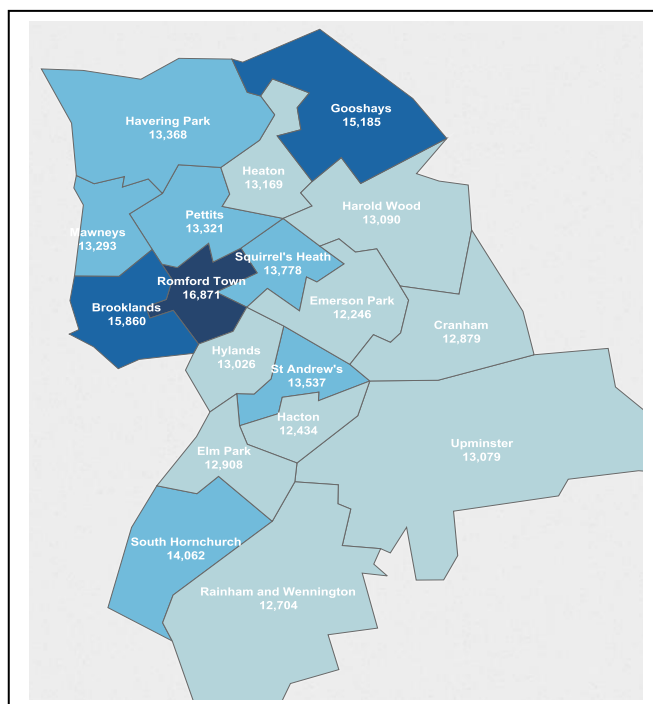 Gooshays
15,185
Havering Park
13,368
Heaton
13,169
Harold Wood
13,090
Pettits
13,321
Mawneys
13,293
Squirrel's Heath
13,778
Romford Town
16,871
Emerson Park
12,246
Brooklands
15,860
Cranham
12,879
Hylands
13,026
St Andrew's
13,537
Hacton
12,434
Upminster
13,079
Elm Park
12,908
South Hornchurch
14,062
Rainham and Wennington
12,704